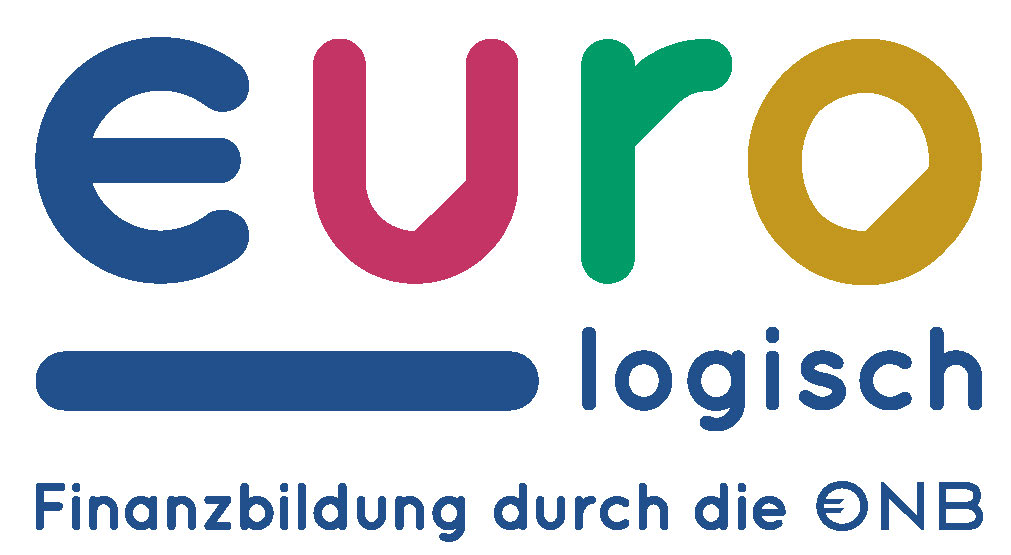 euro
logisch
Finanzbildung durch die ONB